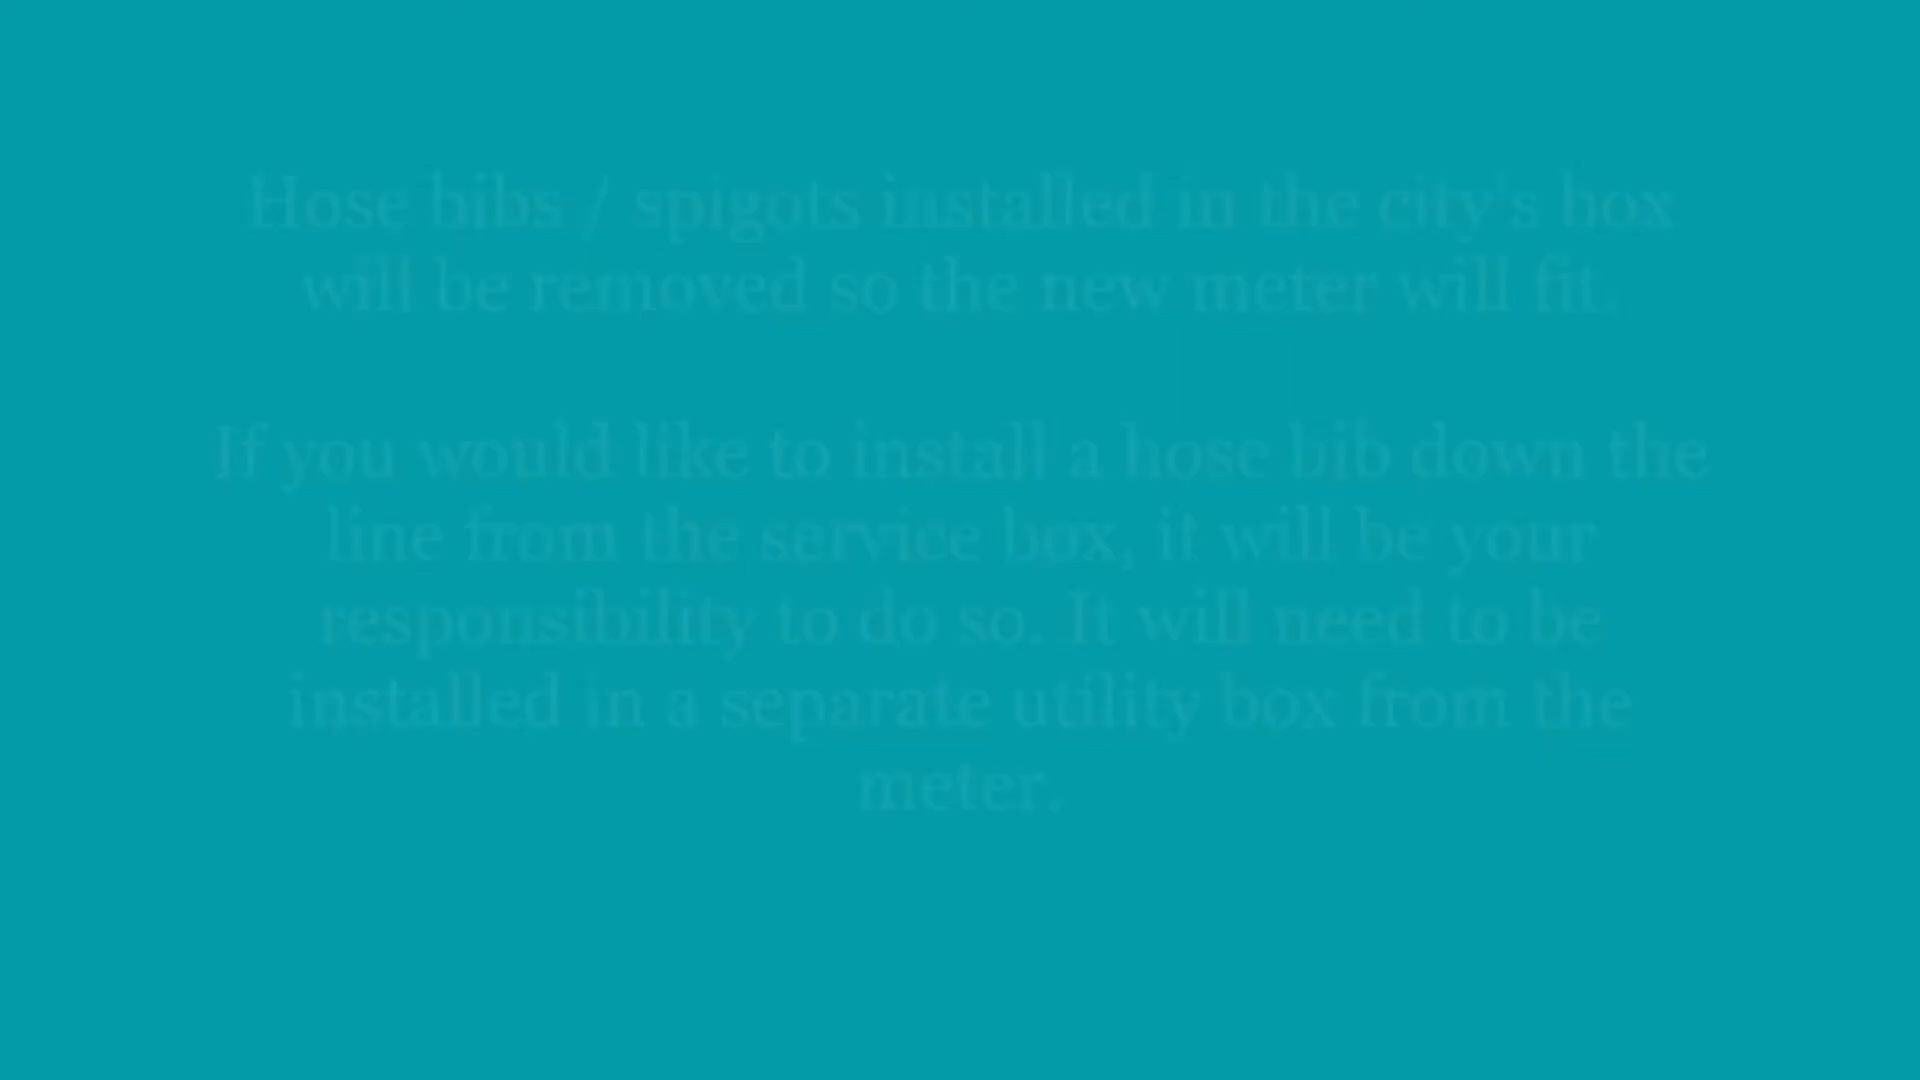 Hose bibs / spigots installed in the city's box
will be removed so the new meter will fit.
If you would like to install a hose bib down the
line from the service box, it will be your
responsibility to do so. It will need to be
installed in a separate utility box from the
meter.